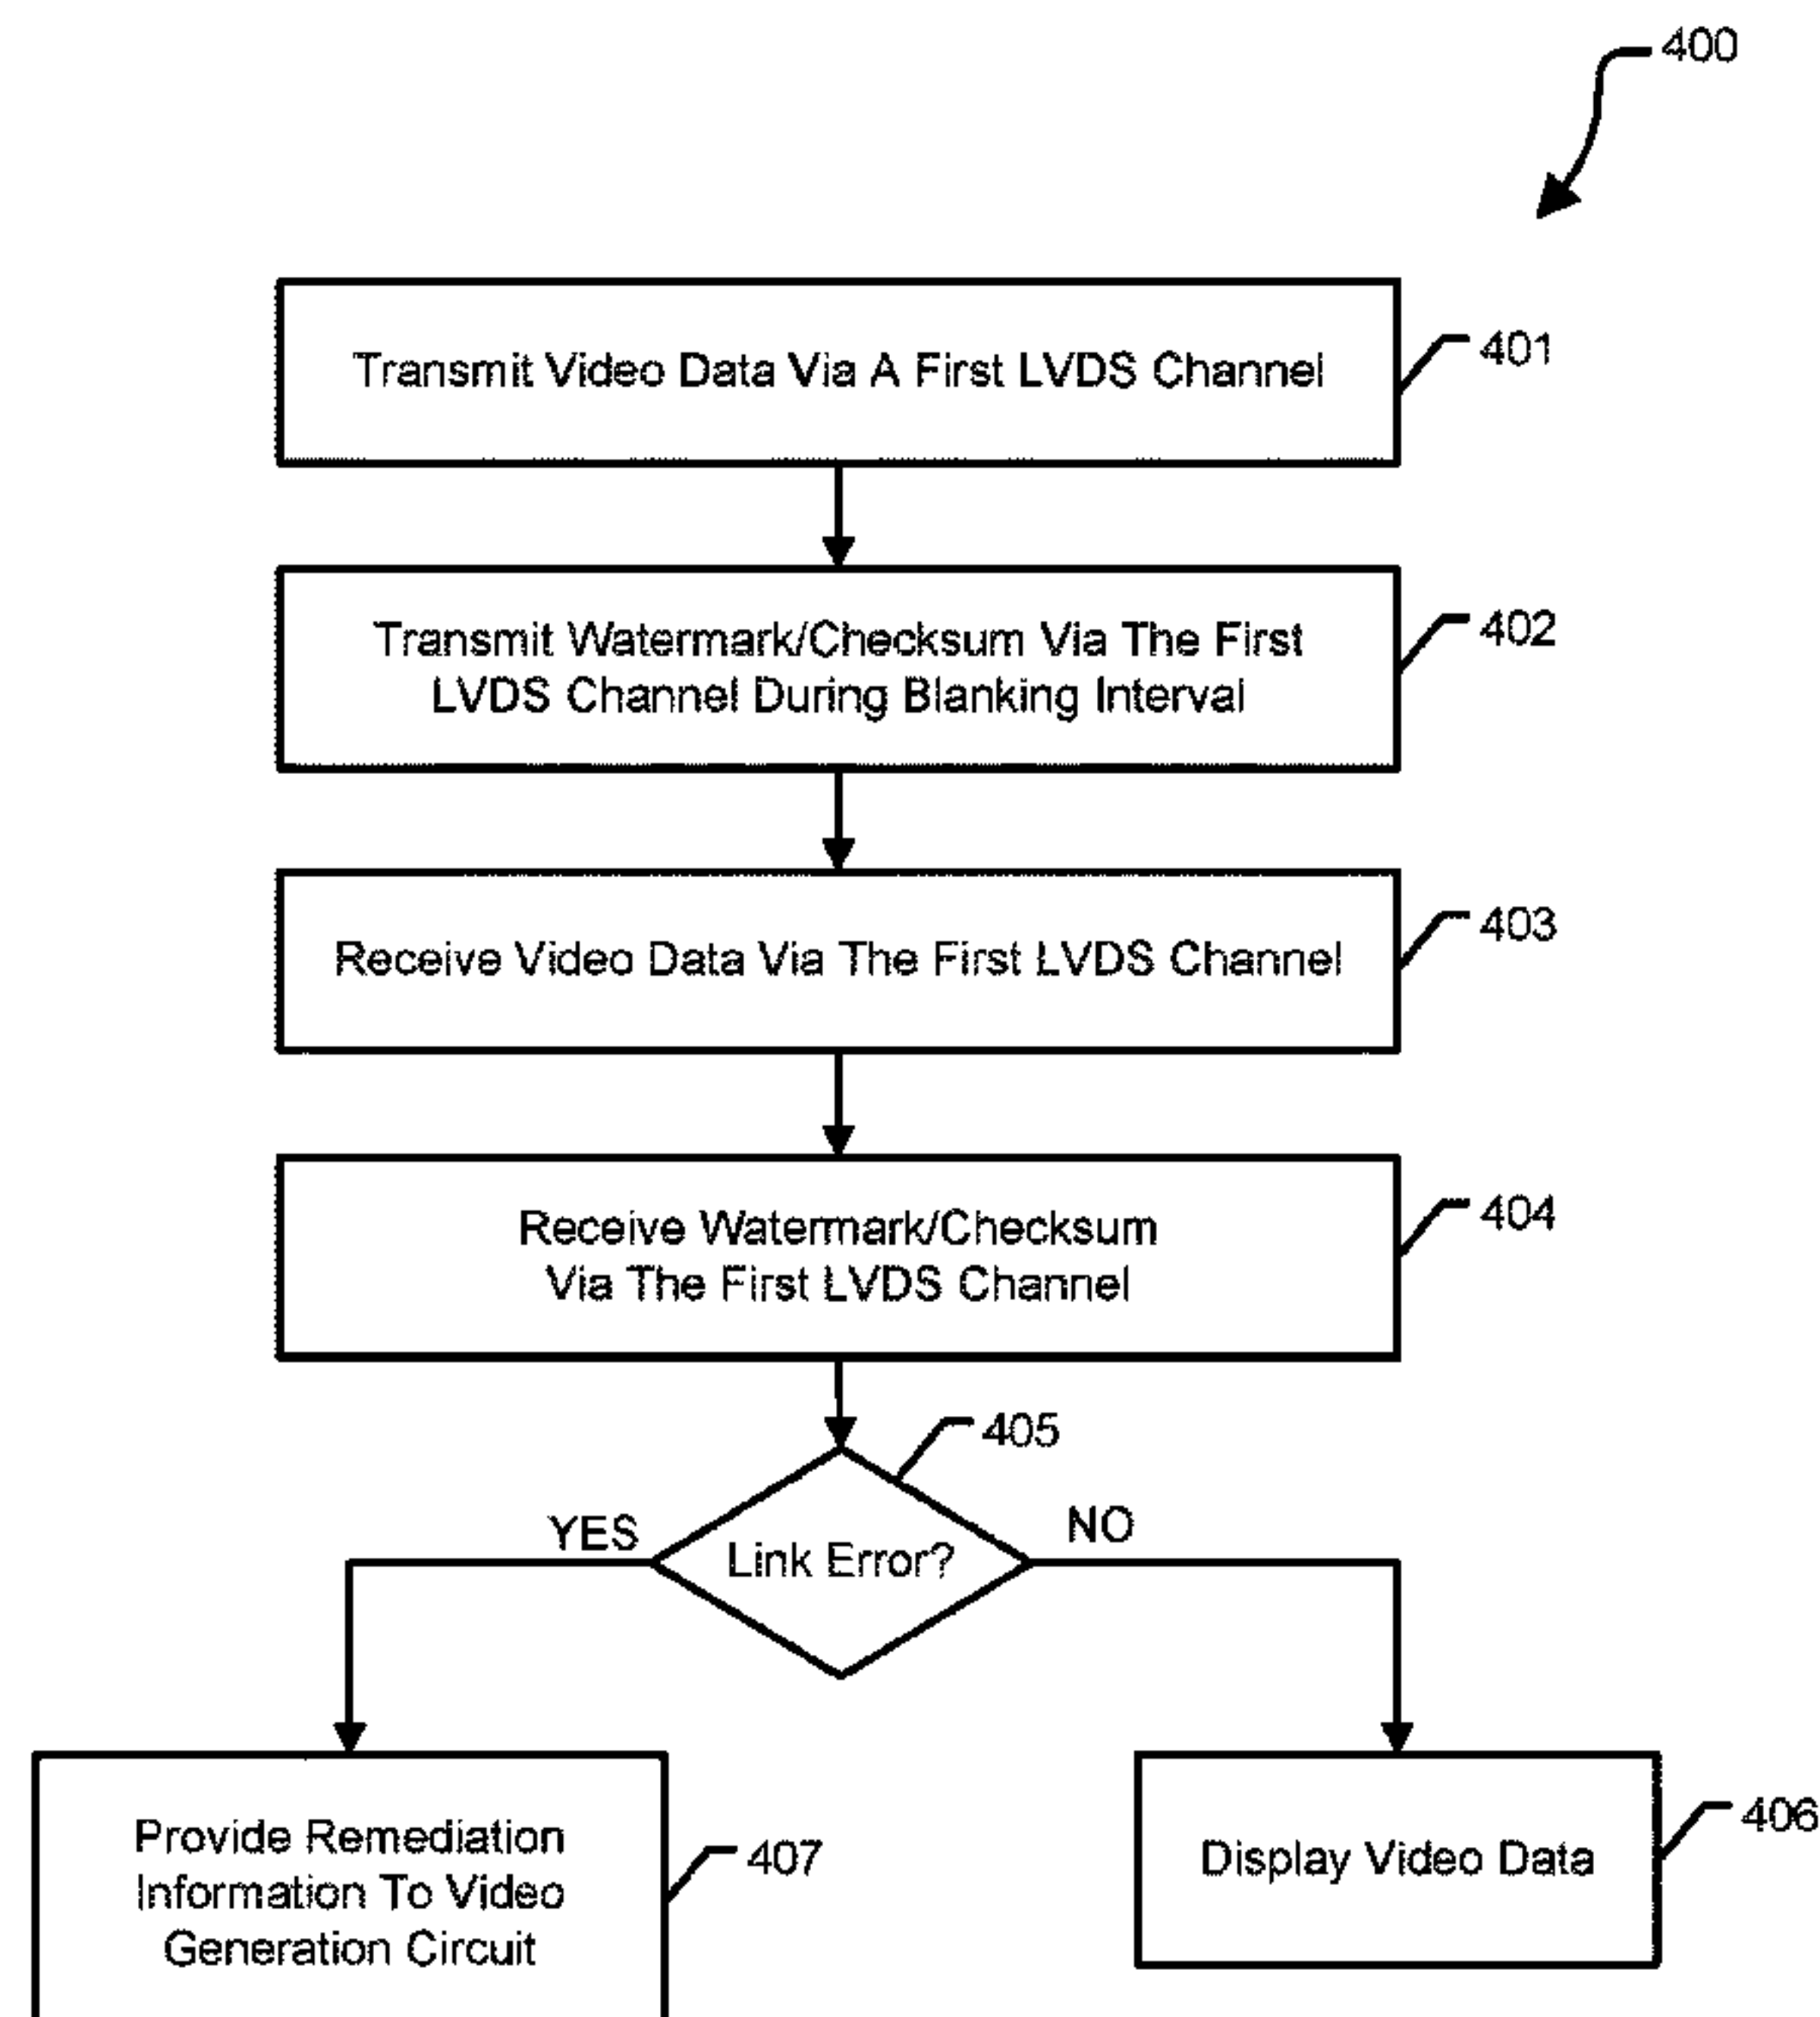 400
Transmit Video Data Via A First LVDS Channel
401
Transmit Watermark/Checksum Via The First
LVDS Channel During Blanking Interval
402
Receive Video Data Via The First LVDS Channel
403
Receive Watermark/Checksum
Via The First LVDS Channel
404
405
YES
Link Error?
NO
Provide Remediation
Information To Video
Generation Circuit
407
Display Video Data
406